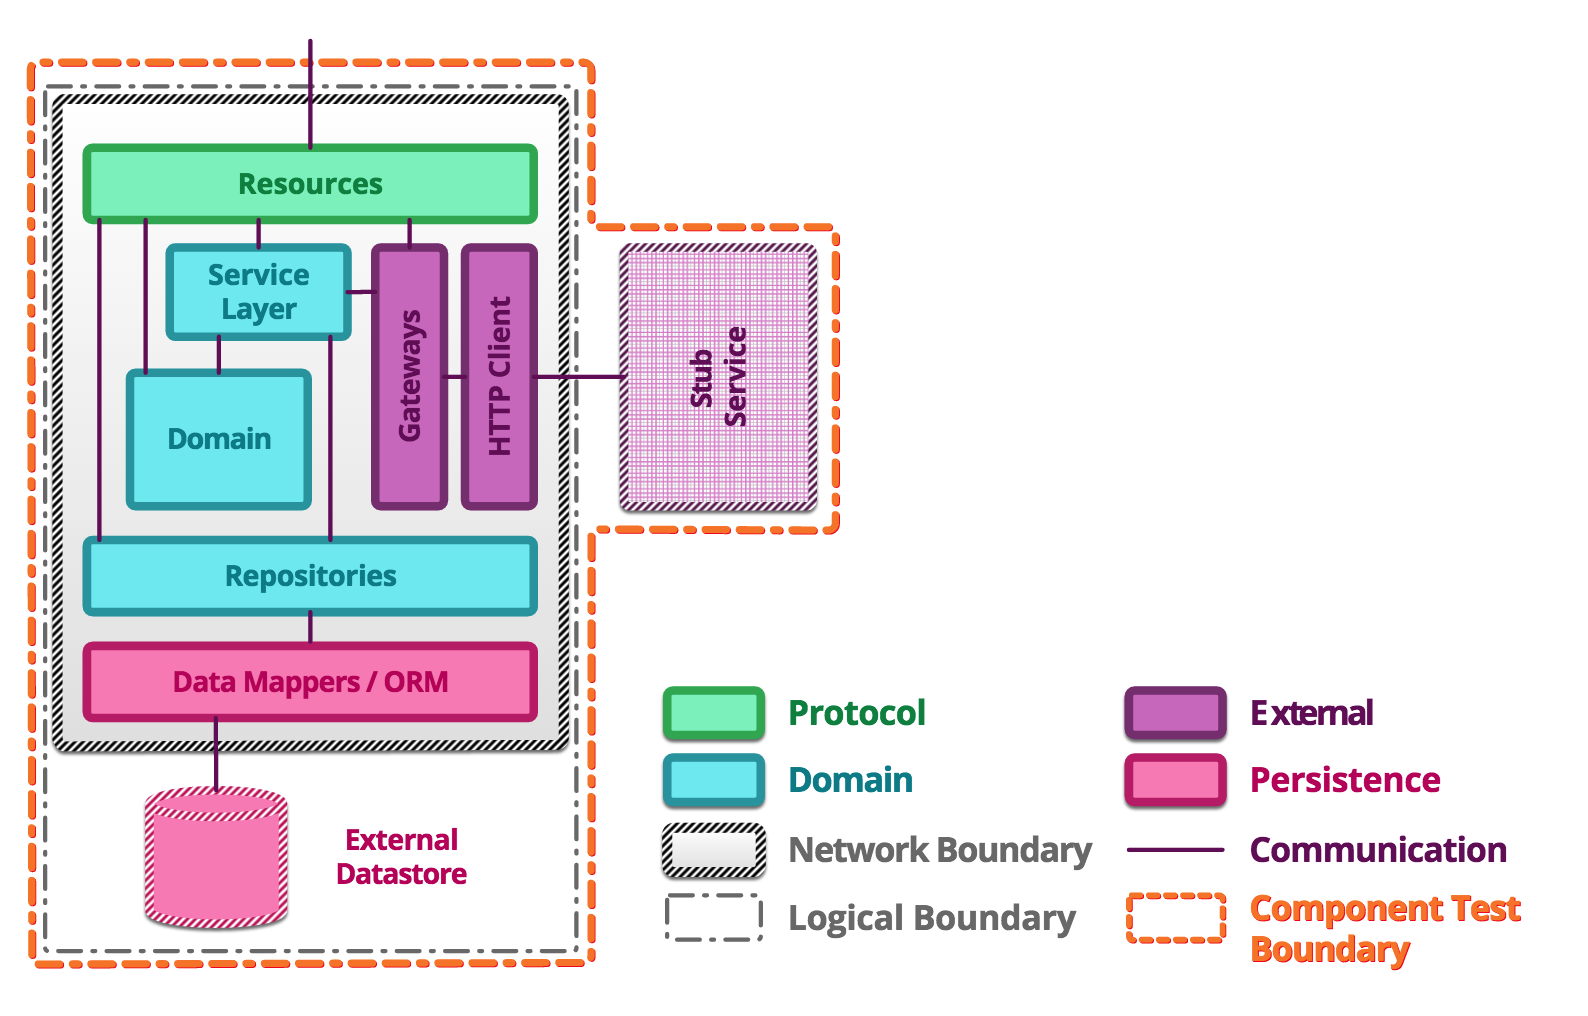 Resources
Service
Layer
Gateways
HTTP Client
Stub
Service
Domain
Repositories
Data Mappers / ORM
External
Datastore
Protocol
Domain
Network Boundary
Logical Boundary
External
Persistence
Communication
Component Test
Boundary